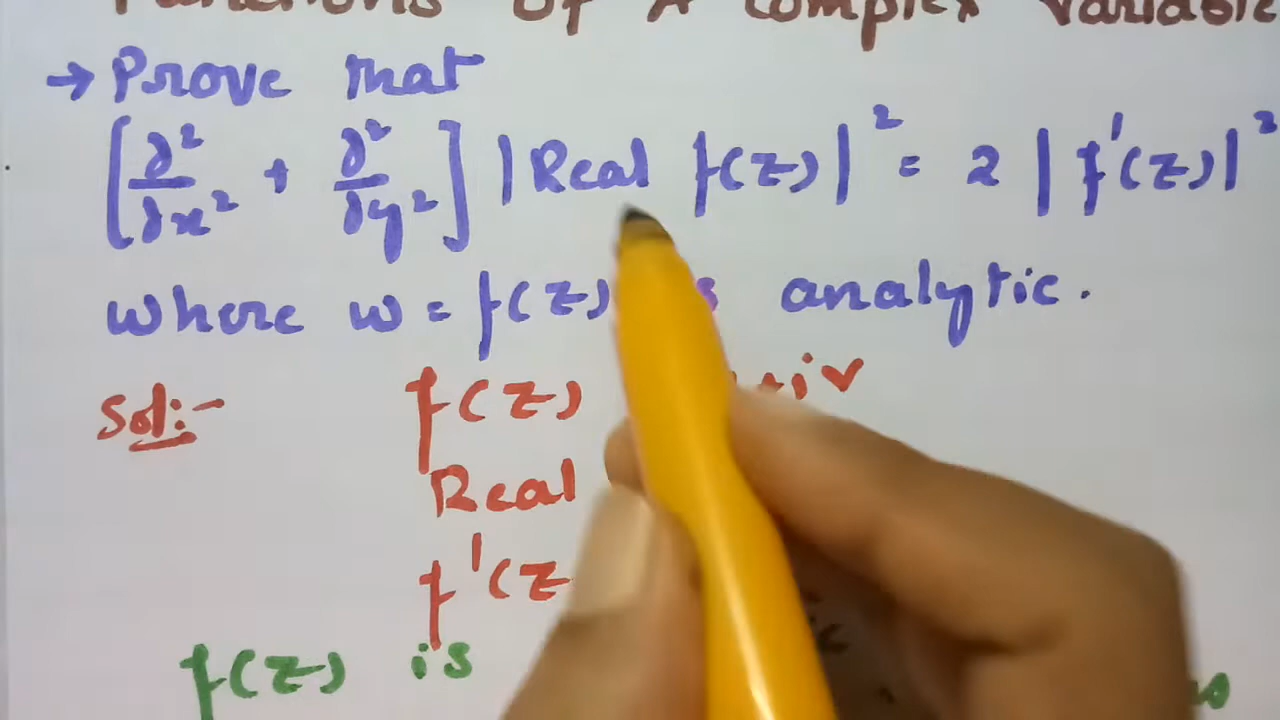 Functions Of A Complex Variable
→ Prove that
[∂²/∂x² + ∂²/∂y²] |Real f(z)|² = 2 |f'(z)|²
where w = f(z) analytic.
Sol:- f(z) iv
Real
f'(z
f(z) is